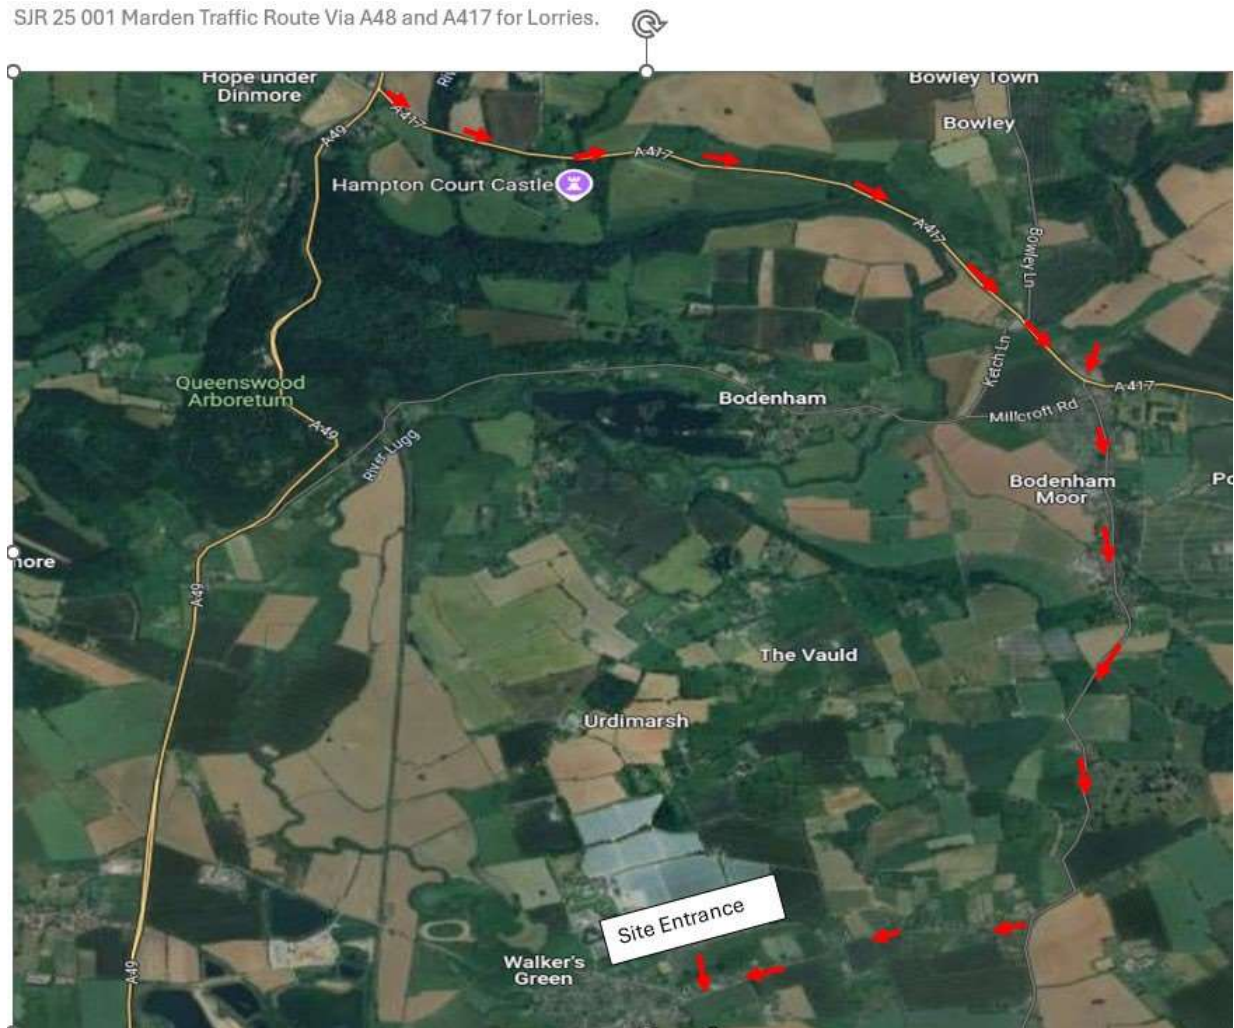 SJR 25 001 Marden Traffic Route Via A48 and A417 for Lorries.
Hope under
Dinmore
Bowley Town
A417
A49
Bowley
A417
Hampton Court Castle
A417
Bowley Ln
Ketch Ln
Queenswood
Arboretum
A417
Bodenham
Millcroft Rd
A49
River Lugg
Bodenham
Moor
more
A49
The Vauld
Urdimarsh
Site Entrance
Walker's
Green
A49